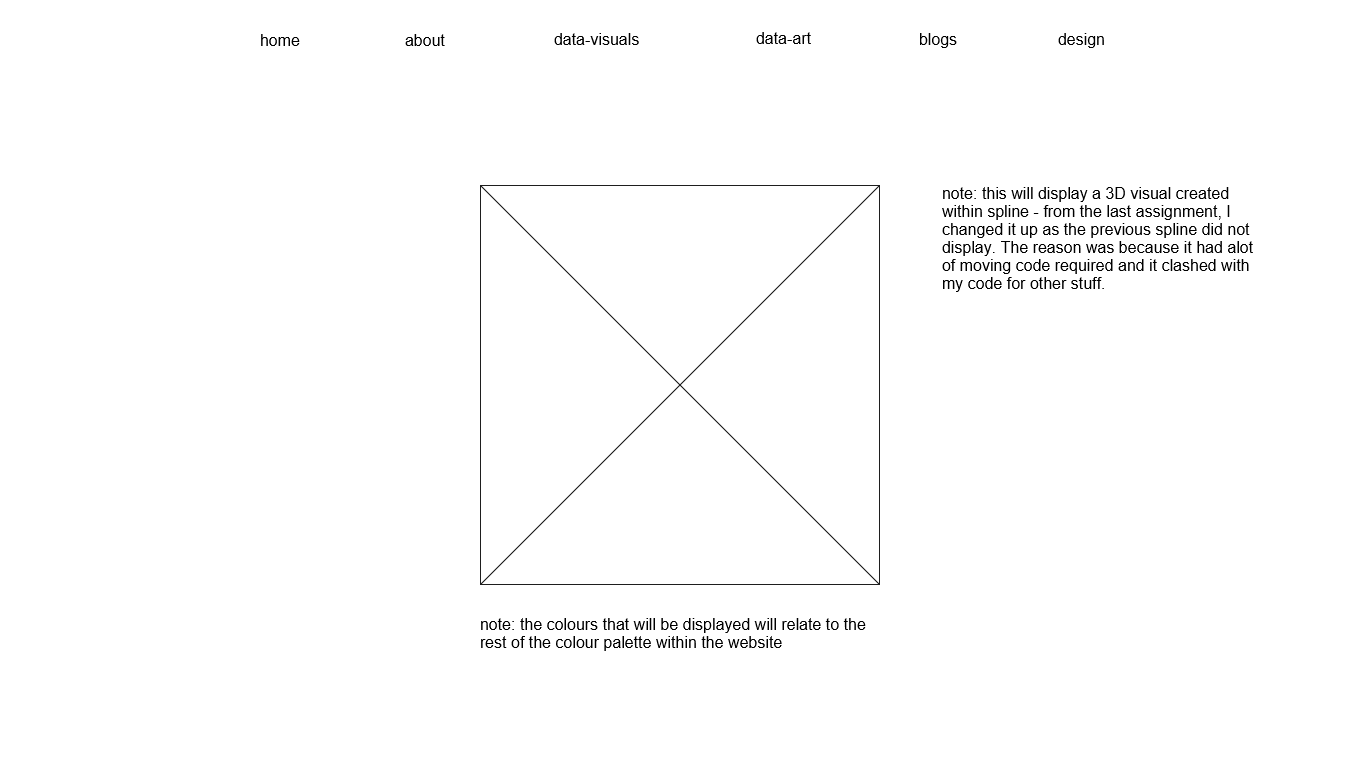 home about data-visuals data-art blogs design
note: this will display a 3D visual created
within spline - from the last assignment, I
changed it up as the previous spline did not
display. The reason was because it had alot
of moving code required and it clashed with
my code for other stuff.
note: the colours that will be displayed will relate to the
rest of the colour palette within the website